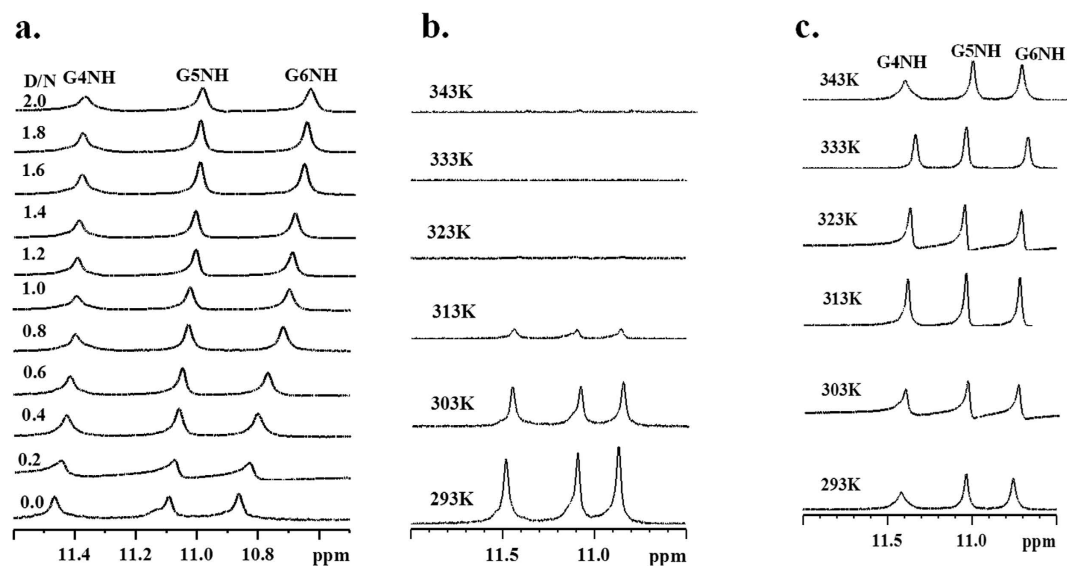 a.
D/N G4NH G5NH G6NH
2.0
1.8
1.6
1.4
1.2
1.0
0.8
0.6
0.4
0.2
0.0
11.4 11.2 11.0 10.8 ppm
b.
343K
333K
323K
313K
303K
293K
11.5 11.0 ppm
c.
G4NH G5NH G6NH
343K
333K
323K
313K
303K
293K
11.5 11.0 ppm